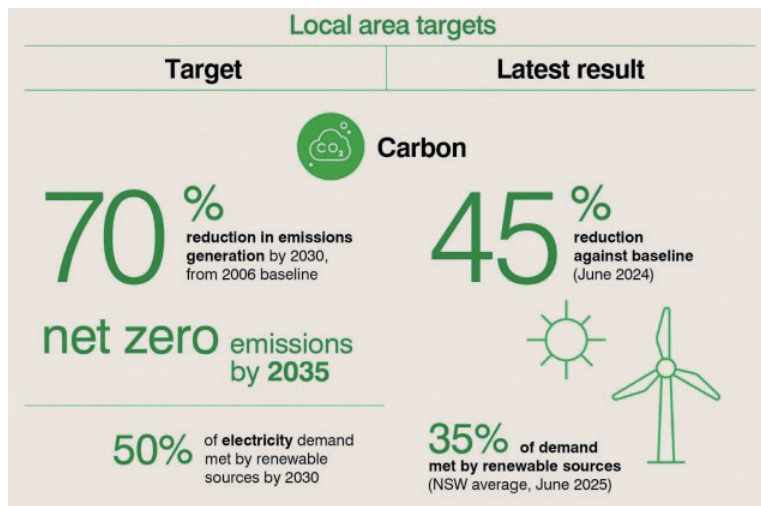 Local area targets
Target
Latest result
CO₂
Carbon
70%
reduction in emissions
generation by 2030,
from 2006 baseline
45%
reduction
against baseline
(June 2024)
net zero emissions
by 2035
50% of electricity demand
met by renewable
sources by 2030
35% of demand
met by renewable sources
(NSW average, June 2025)